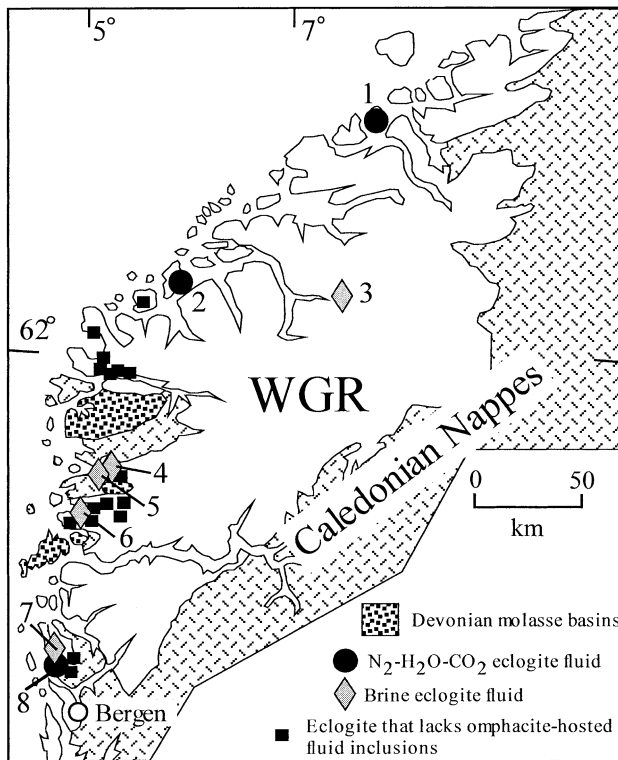 5° 7°
1
2
3
62°
WGR
4
5
6
Caledonian Nappes
0 50
km
7
8
Bergen
Devonian molasse basins
N2-H2O-CO2 eclogite fluid
Brine eclogite fluid
Eclogite that lacks omphacite-hosted
fluid inclusions